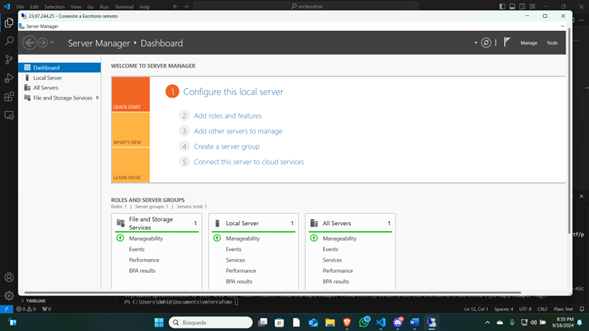 File Edit Selection View Go Run Terminal Help
vmTerraform
23.97.244.25 - Conexión a Escritorio remoto
Server Manager
Server Manager • Dashboard
Manage Tools
Dashboard
Local Server
All Servers
File and Storage Services
WELCOME TO SERVER MANAGER
QUICK START
WHAT'S NEW
LEARN MORE
1 Configure this local server
2 Add roles and features
3 Add other servers to manage
4 Create a server group
5 Connect this server to cloud services
ROLES AND SERVER GROUPS
Roles: 1 | Server groups: 1 | Servers total: 1
File and Storage Services 1
Manageability
Events
Performance
BPA results
Local Server 1
Manageability
Events
Services
Performance
BPA results
All Servers 1
Manageability
Events
Services
Performance
BPA results
TIMELINE
Ln 12, Col 1 Spaces: 4 UTF-8 CRLF Plain Text
Búsqueda
8:35 PM
9/18/2024